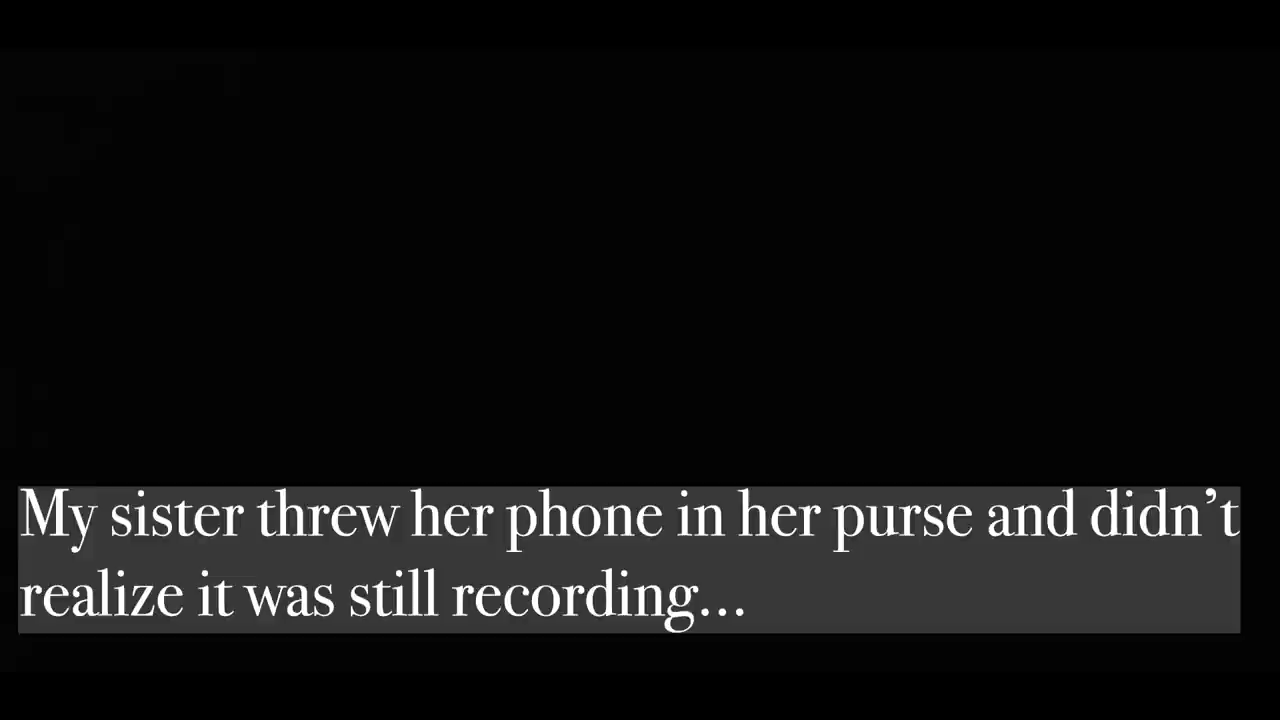 My sister threw her phone in her purse and didn’t
realize it was still recording...